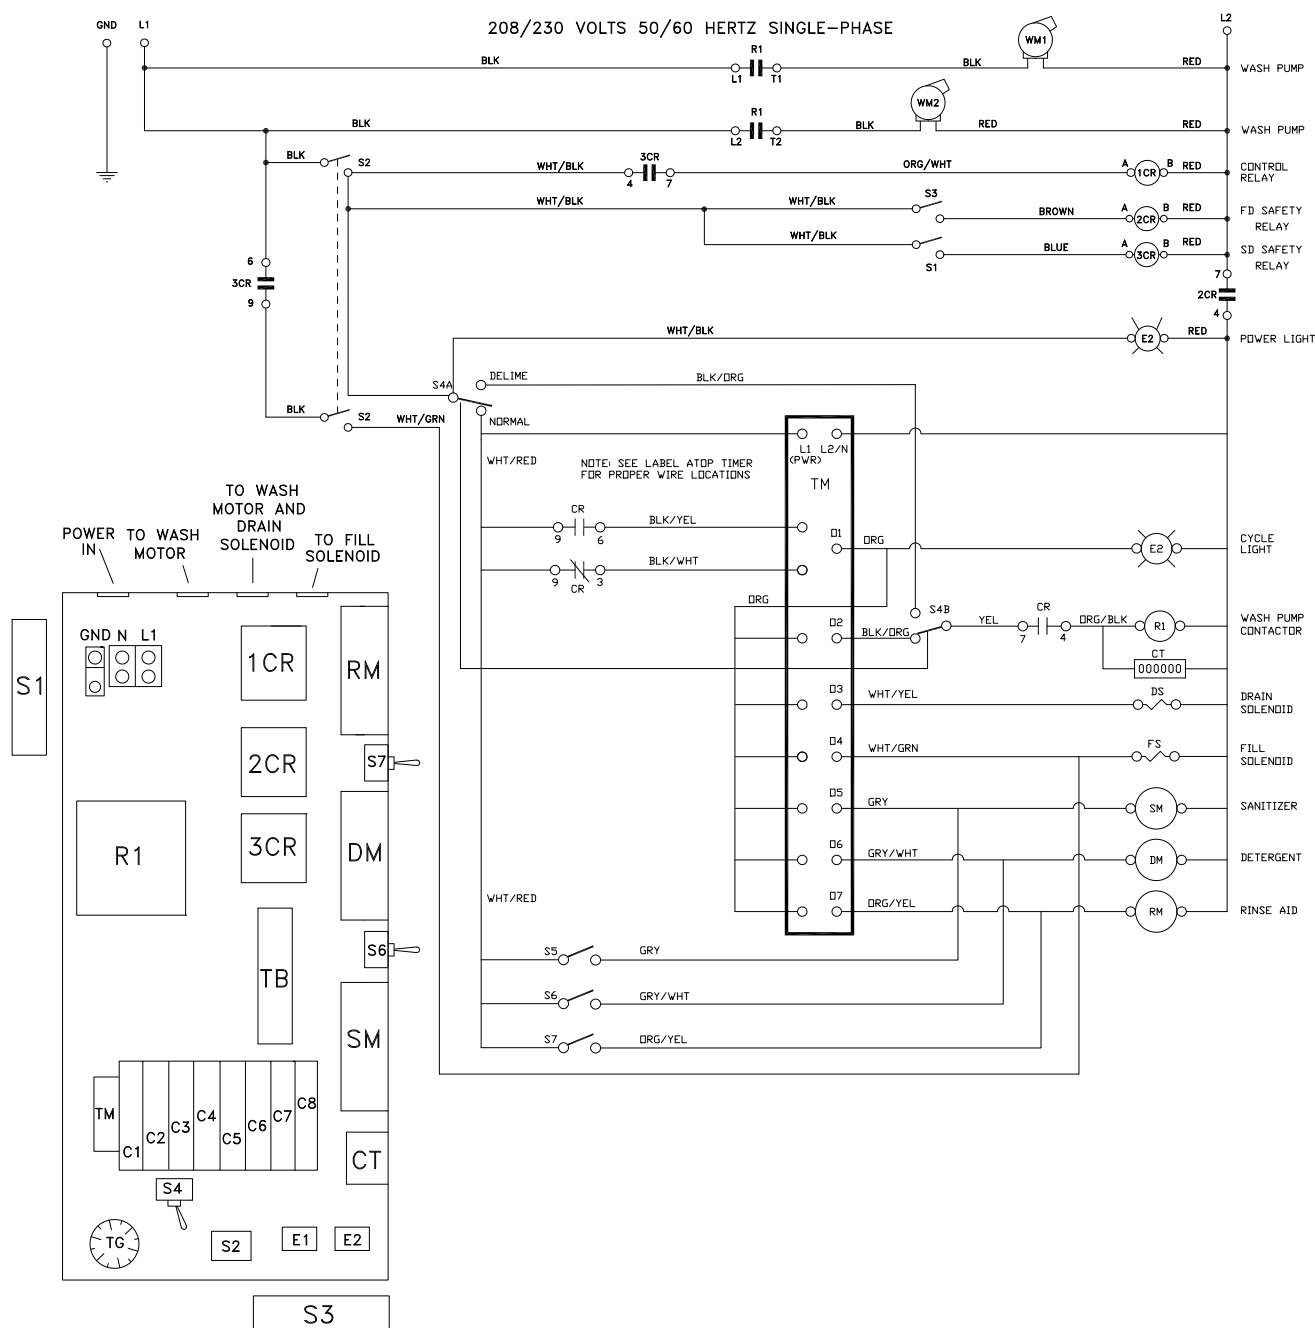 208/230 VOLTS 50/60 HERTZ SINGLE-PHASE
GND L1 L2
BLK L1 R1 T1 BLK WM1 RED WASH PUMP
BLK L2 R1 T2 BLK WM2 RED RED WASH PUMP
BLK S2 WHT/BLK 4 3CR 7 ORG/WHT A 1CR B RED CONTROL
RELAY
WHT/BLK WHT/BLK S3 BROWN A 2CR B RED FD SAFETY
RELAY
WHT/BLK S1 BLUE A 3CR B RED SD SAFETY
RELAY
6
3CR
9
7
2CR
4
WHT/BLK E2 RED POWER LIGHT
S4A DELIME BLK/ORG
BLK S2 WHT/GRN NORMAL
L1 L2/N
(PWR)
TM
WHT/RED
NOTE: SEE LABEL ATOP TIMER
FOR PROPER WIRE LOCATIONS
9 CR 6 BLK/YEL
O1 ORG E2 CYCLE
LIGHT
9 CR 3 BLK/WHT
ORG
O2 BLK/ORG S4B YEL 7 CR 4 ORG/BLK R1 WASH PUMP
CONTACTOR
CT
000000
O3 WHT/YEL DS DRAIN
SOLENOID
O4 WHT/GRN FS FILL
SOLENOID
O5 GRY SM SANITIZER
O6 GRY/WHT DM DETERGENT
O7 ORG/YEL RM RINSE AID
WHT/RED
S5 GRY
S6 GRY/WHT
S7 ORG/YEL
POWER
IN
TO WASH
MOTOR
TO WASH
MOTOR AND
DRAIN
SOLENOID
TO FILL
SOLENOID
S1
GND N L1
1CR
RM
2CR
S7
R1
3CR
DM
S6
TB
SM
TM C1 C2 C3 C4 C5 C6 C7 C8
CT
S4
TG
S2
E1
E2
S3